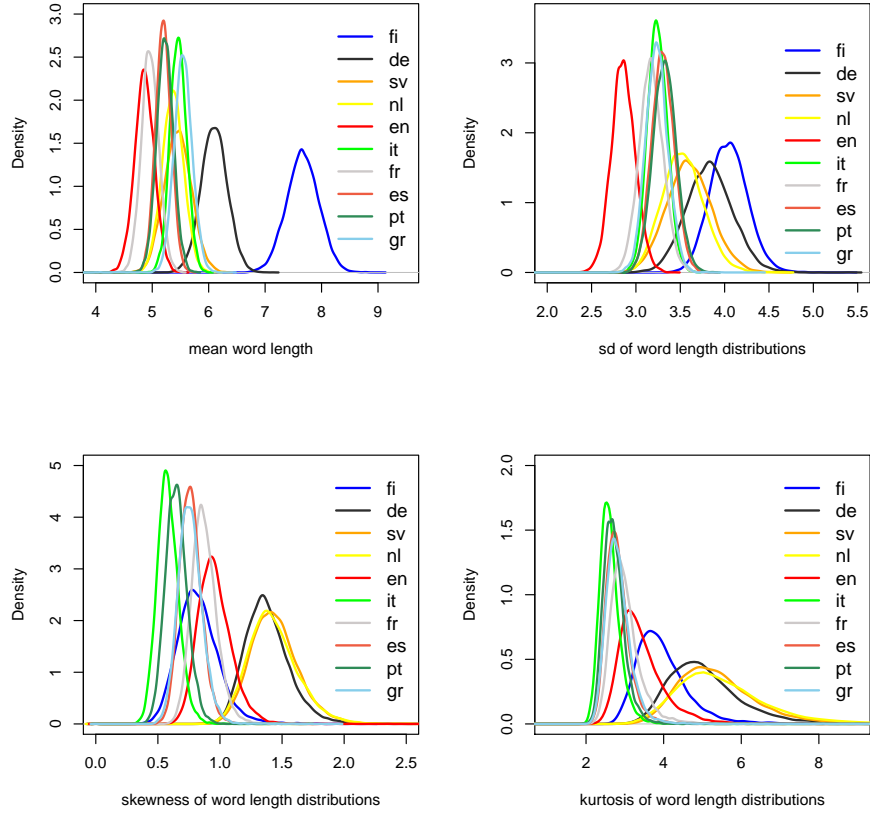 0.0 0.5 1.0 1.5 2.0 2.5 3.0
Density
4 5 6 7 8 9
mean word length
fi
de
sv
nl
en
it
fr
es
pt
gr
0 1 2 3
Density
2.0 2.5 3.0 3.5 4.0 4.5 5.0 5.5
sd of word length distributions
fi
de
sv
nl
en
it
fr
es
pt
gr
0 1 2 3 4 5
Density
0.0 0.5 1.0 1.5 2.0 2.5
skewness of word length distributions
fi
de
sv
nl
en
it
fr
es
pt
gr
0.0 0.5 1.0 1.5 2.0
Density
2 4 6 8
kurtosis of word length distributions
fi
de
sv
nl
en
it
fr
es
pt
gr